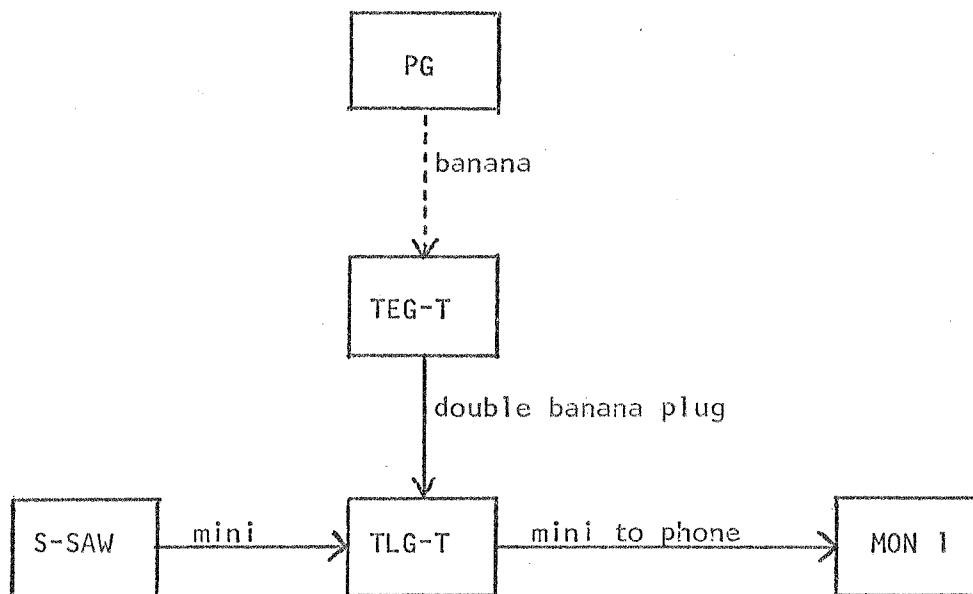 PG
banana
TEG-T
double banana plug
S-SAW
mini
TLG-T
mini to phone
MON 1